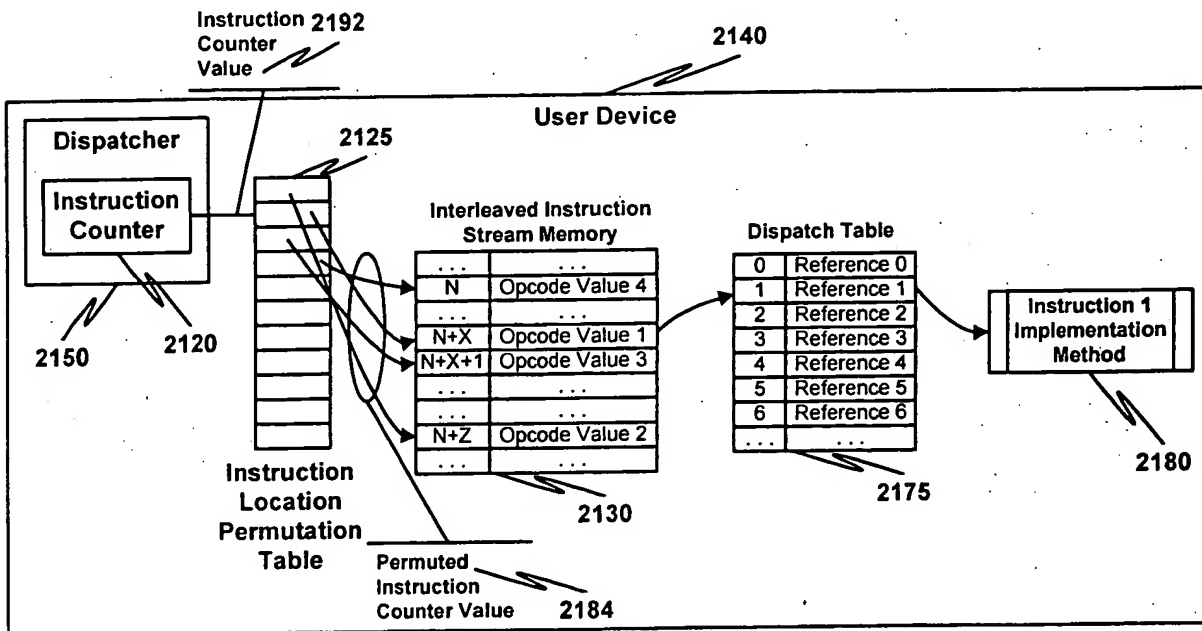 Instruction
Counter
Value
2192
2140
User Device
Dispatcher
Instruction
Counter
2150
2120
2125
Instruction
Location
Permutation
Table
Interleaved Instruction
Stream Memory
. . . . . .
N Opcode Value 4
. . . . . .
N+X Opcode Value 1
N+X+1 Opcode Value 3
. . . . . .
. . . . . .
N+Z Opcode Value 2
. . . . . .
2130
Permuted
Instruction
Counter Value
2184
Dispatch Table
0 Reference 0
1 Reference 1
2 Reference 2
3 Reference 3
4 Reference 4
5 Reference 5
6 Reference 6
. . . . . .
2175
Instruction 1
Implementation
Method
2180